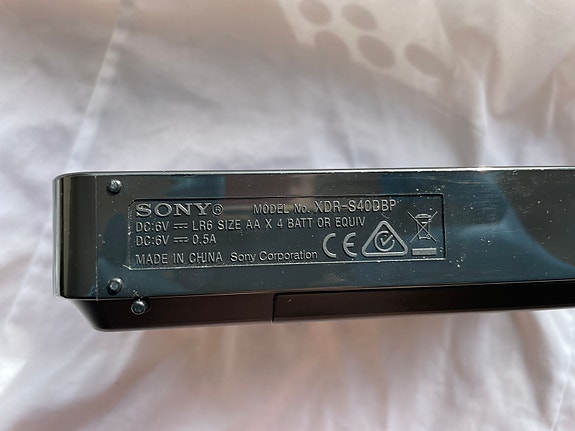 SONY® MODEL No. XDR-S40DBP
DC:6V ⎓ LR6 SIZE AA X 4 BATT OR EQUIV
DC:6V ⎓ 0.5A
MADE IN CHINA Sony Corporation CE